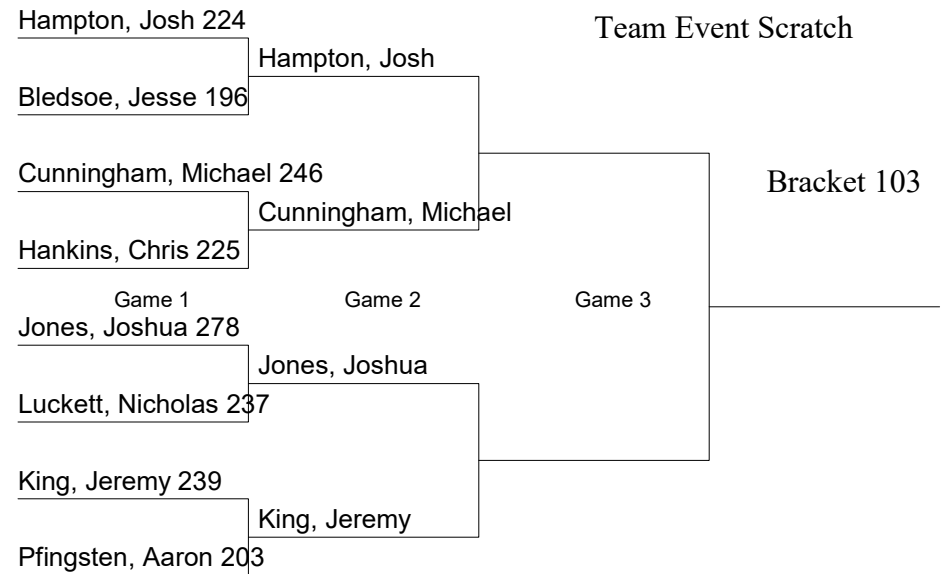 Hampton, Josh 224
Team Event Scratch
Hampton, Josh
Bledsoe, Jesse 196
Cunningham, Michael 246
Bracket 103
Cunningham, Michael
Hankins, Chris 225
Game 1
Game 2
Game 3
Jones, Joshua 278
Jones, Joshua
Luckett, Nicholas 237
King, Jeremy 239
King, Jeremy
Pfingsten, Aaron 203